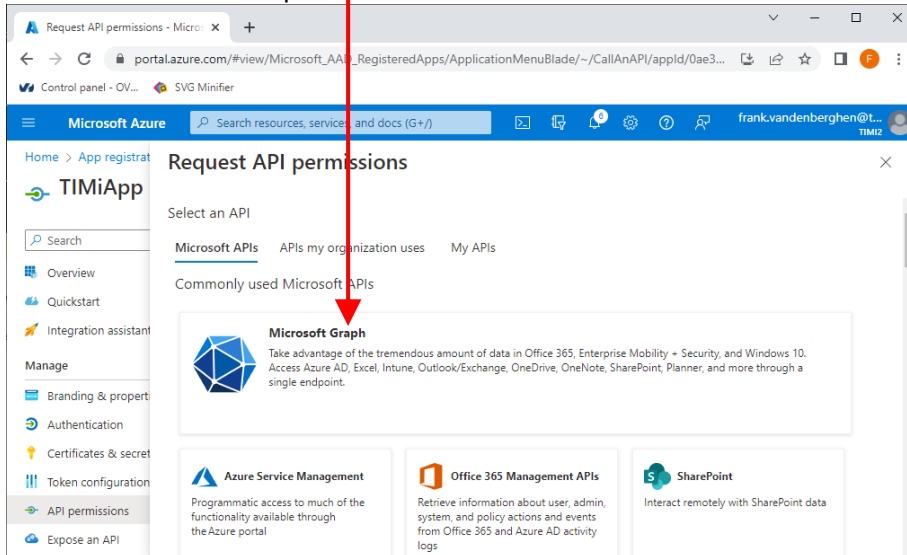 Request API permissions - Micro
portal.azure.com/#view/Microsoft_AAD_RegisteredApps/ApplicationMenuBlade/~/CallAnAPI/appId/0ae3...
F
Control panel - OV...
SVG Minifier
Microsoft Azure
Search resources, services, and docs (G+/)
6
frank.vandenberghen@t...
TIMI2
Home > App registrat
TIMiApp
Search
Overview
Quickstart
Integration assistant
Manage
Branding & propert
Authentication
Certificates & secret
Token configuration
API permissions
Expose an API
Request API permissions
Select an API
Microsoft APIs
APIs my organization uses
My APIs
Commonly used Microsoft APIs
Microsoft Graph
Take advantage of the tremendous amount of data in Office 365, Enterprise Mobility + Security, and Windows 10.
Access Azure AD, Excel, Intune, Outlook/Exchange, OneDrive, OneNote, SharePoint, Planner, and more through a
single endpoint.
Azure Service Management
Programmatic access to much of the
functionality available through
the Azure portal
Office 365 Management APIs
Retrieve information about user, admin,
system, and policy actions and events
from Office 365 and Azure AD activity
logs
S
SharePoint
Interact remotely with SharePoint data